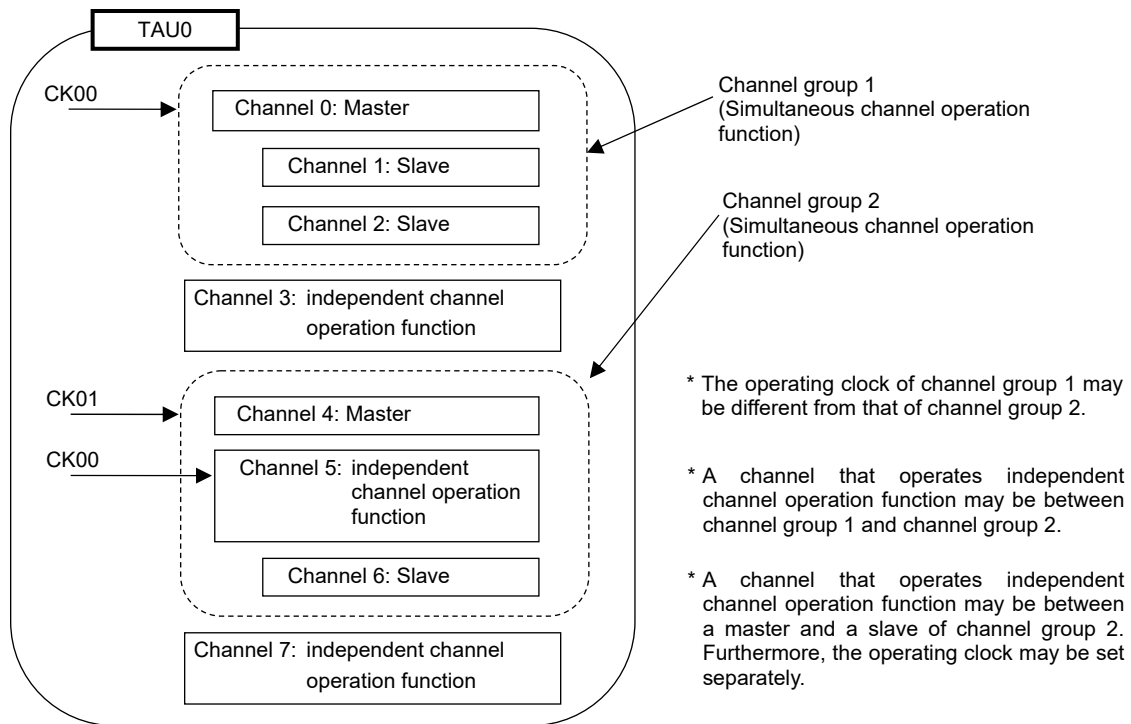 TAU0
CK00
Channel 0: Master
Channel 1: Slave
Channel 2: Slave
Channel group 1
(Simultaneous channel operation
function)
Channel group 2
(Simultaneous channel operation
function)
Channel 3: independent channel
operation function
CK01
Channel 4: Master
CK00
Channel 5: independent
channel operation
function
Channel 6: Slave
Channel 7: independent channel
operation function
* The operating clock of channel group 1 may
be different from that of channel group 2.
* A channel that operates independent
channel operation function may be between
channel group 1 and channel group 2.
* A channel that operates independent
channel operation function may be between
a master and a slave of channel group 2.
Furthermore, the operating clock may be set
separately.